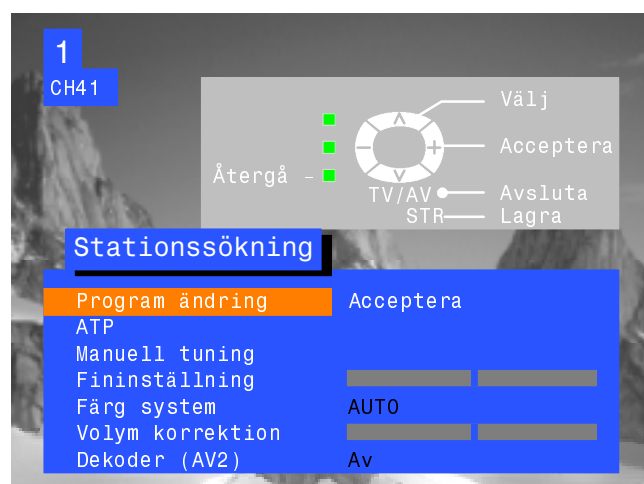 1
CH41
Välj
Acceptera
Återgå
TV/AV
Avsluta
STR
Lagra
Stationssökning
Program ändring Acceptera
ATP
Manuell tuning
Fininställning
Färg system AUTO
Volym korrektion
Dekoder (AV2) Av